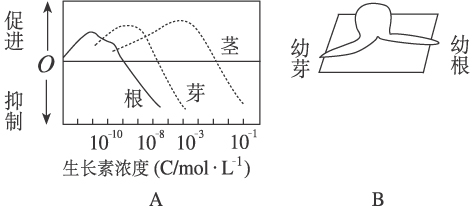 促进
O
抑制
根
芽
茎
10⁻¹⁰ 10⁻⁸ 10⁻³ 10⁻¹
生长素浓度 (C/mol·L⁻¹)
A
幼芽
幼根
B